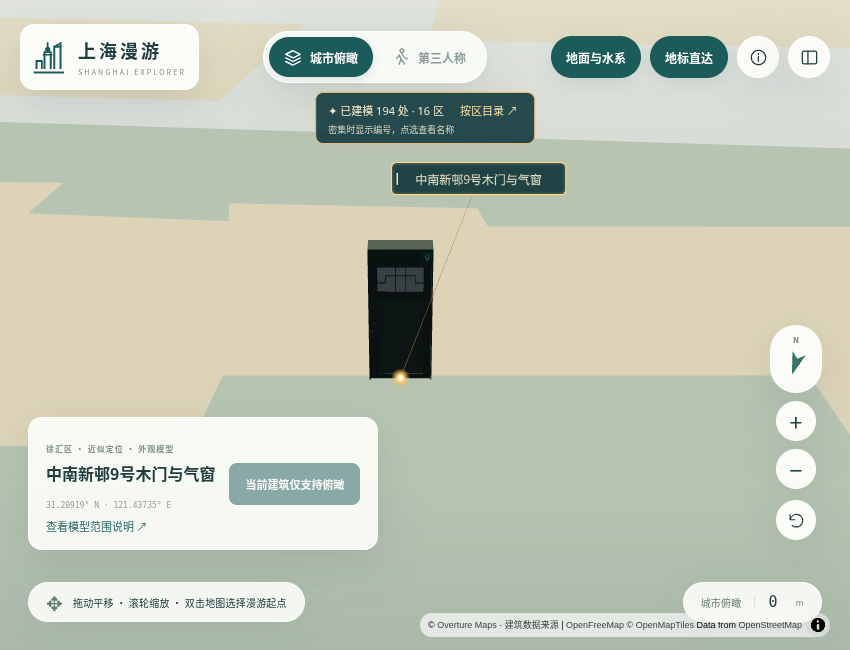 上海漫游
SHANGHAI EXPLORER
城市俯瞰
第三人称
地面与水系
地标直达
✦ 已建模 194 处 · 16 区 按区目录 ↗
密集时显示编号，点选查看名称
中南新邨9号木门与气窗
9
N
徐汇区 · 近似定位 · 外观模型
中南新邨9号木门与气窗
当前建筑仅支持俯瞰
31.20919° N · 121.43735° E
查看模型范围说明 ↗
拖动平移 · 滚轮缩放 · 双击地图选择漫游起点
城市俯瞰 0 m
© Overture Maps · 建筑数据来源 | OpenFreeMap © OpenMapTiles Data from OpenStreetMap